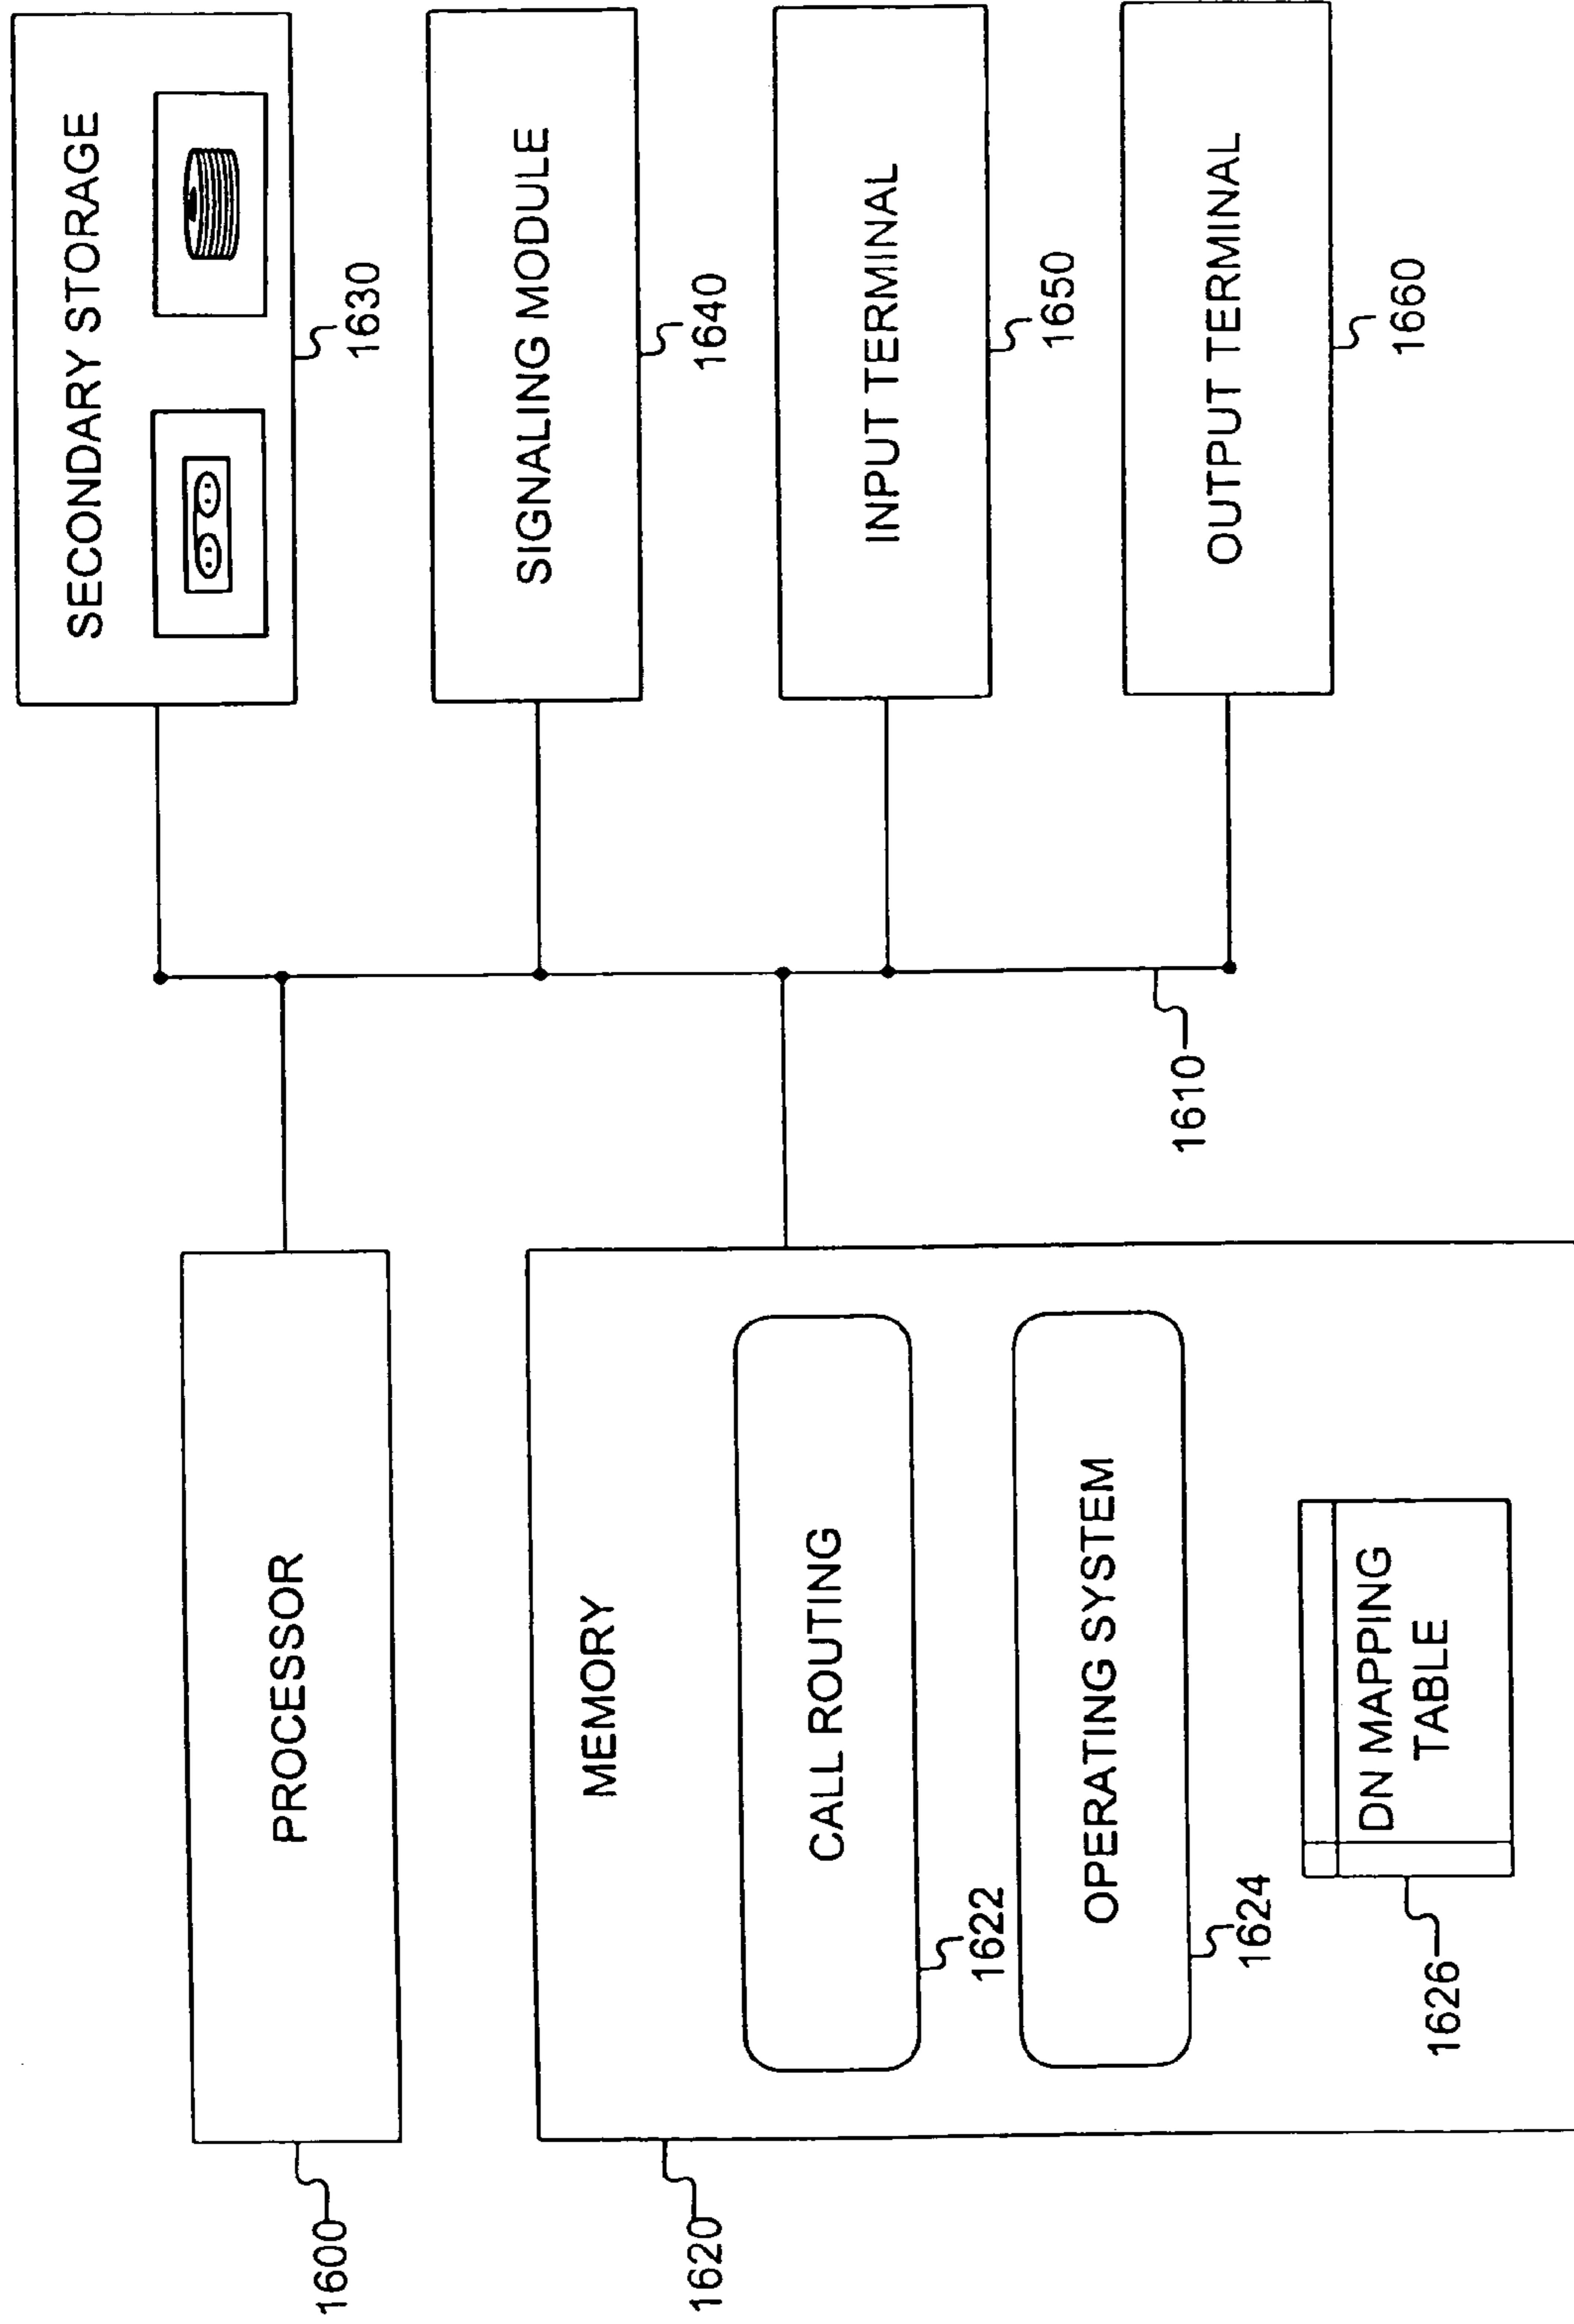 PROCESSOR
1600
MEMORY
CALL ROUTING
1622
OPERATING SYSTEM
1624
DN MAPPING
TABLE
1626
1620
1610
SECONDARY STORAGE
1630
SIGNALING MODULE
1640
INPUT TERMINAL
1650
OUTPUT TERMINAL
1660